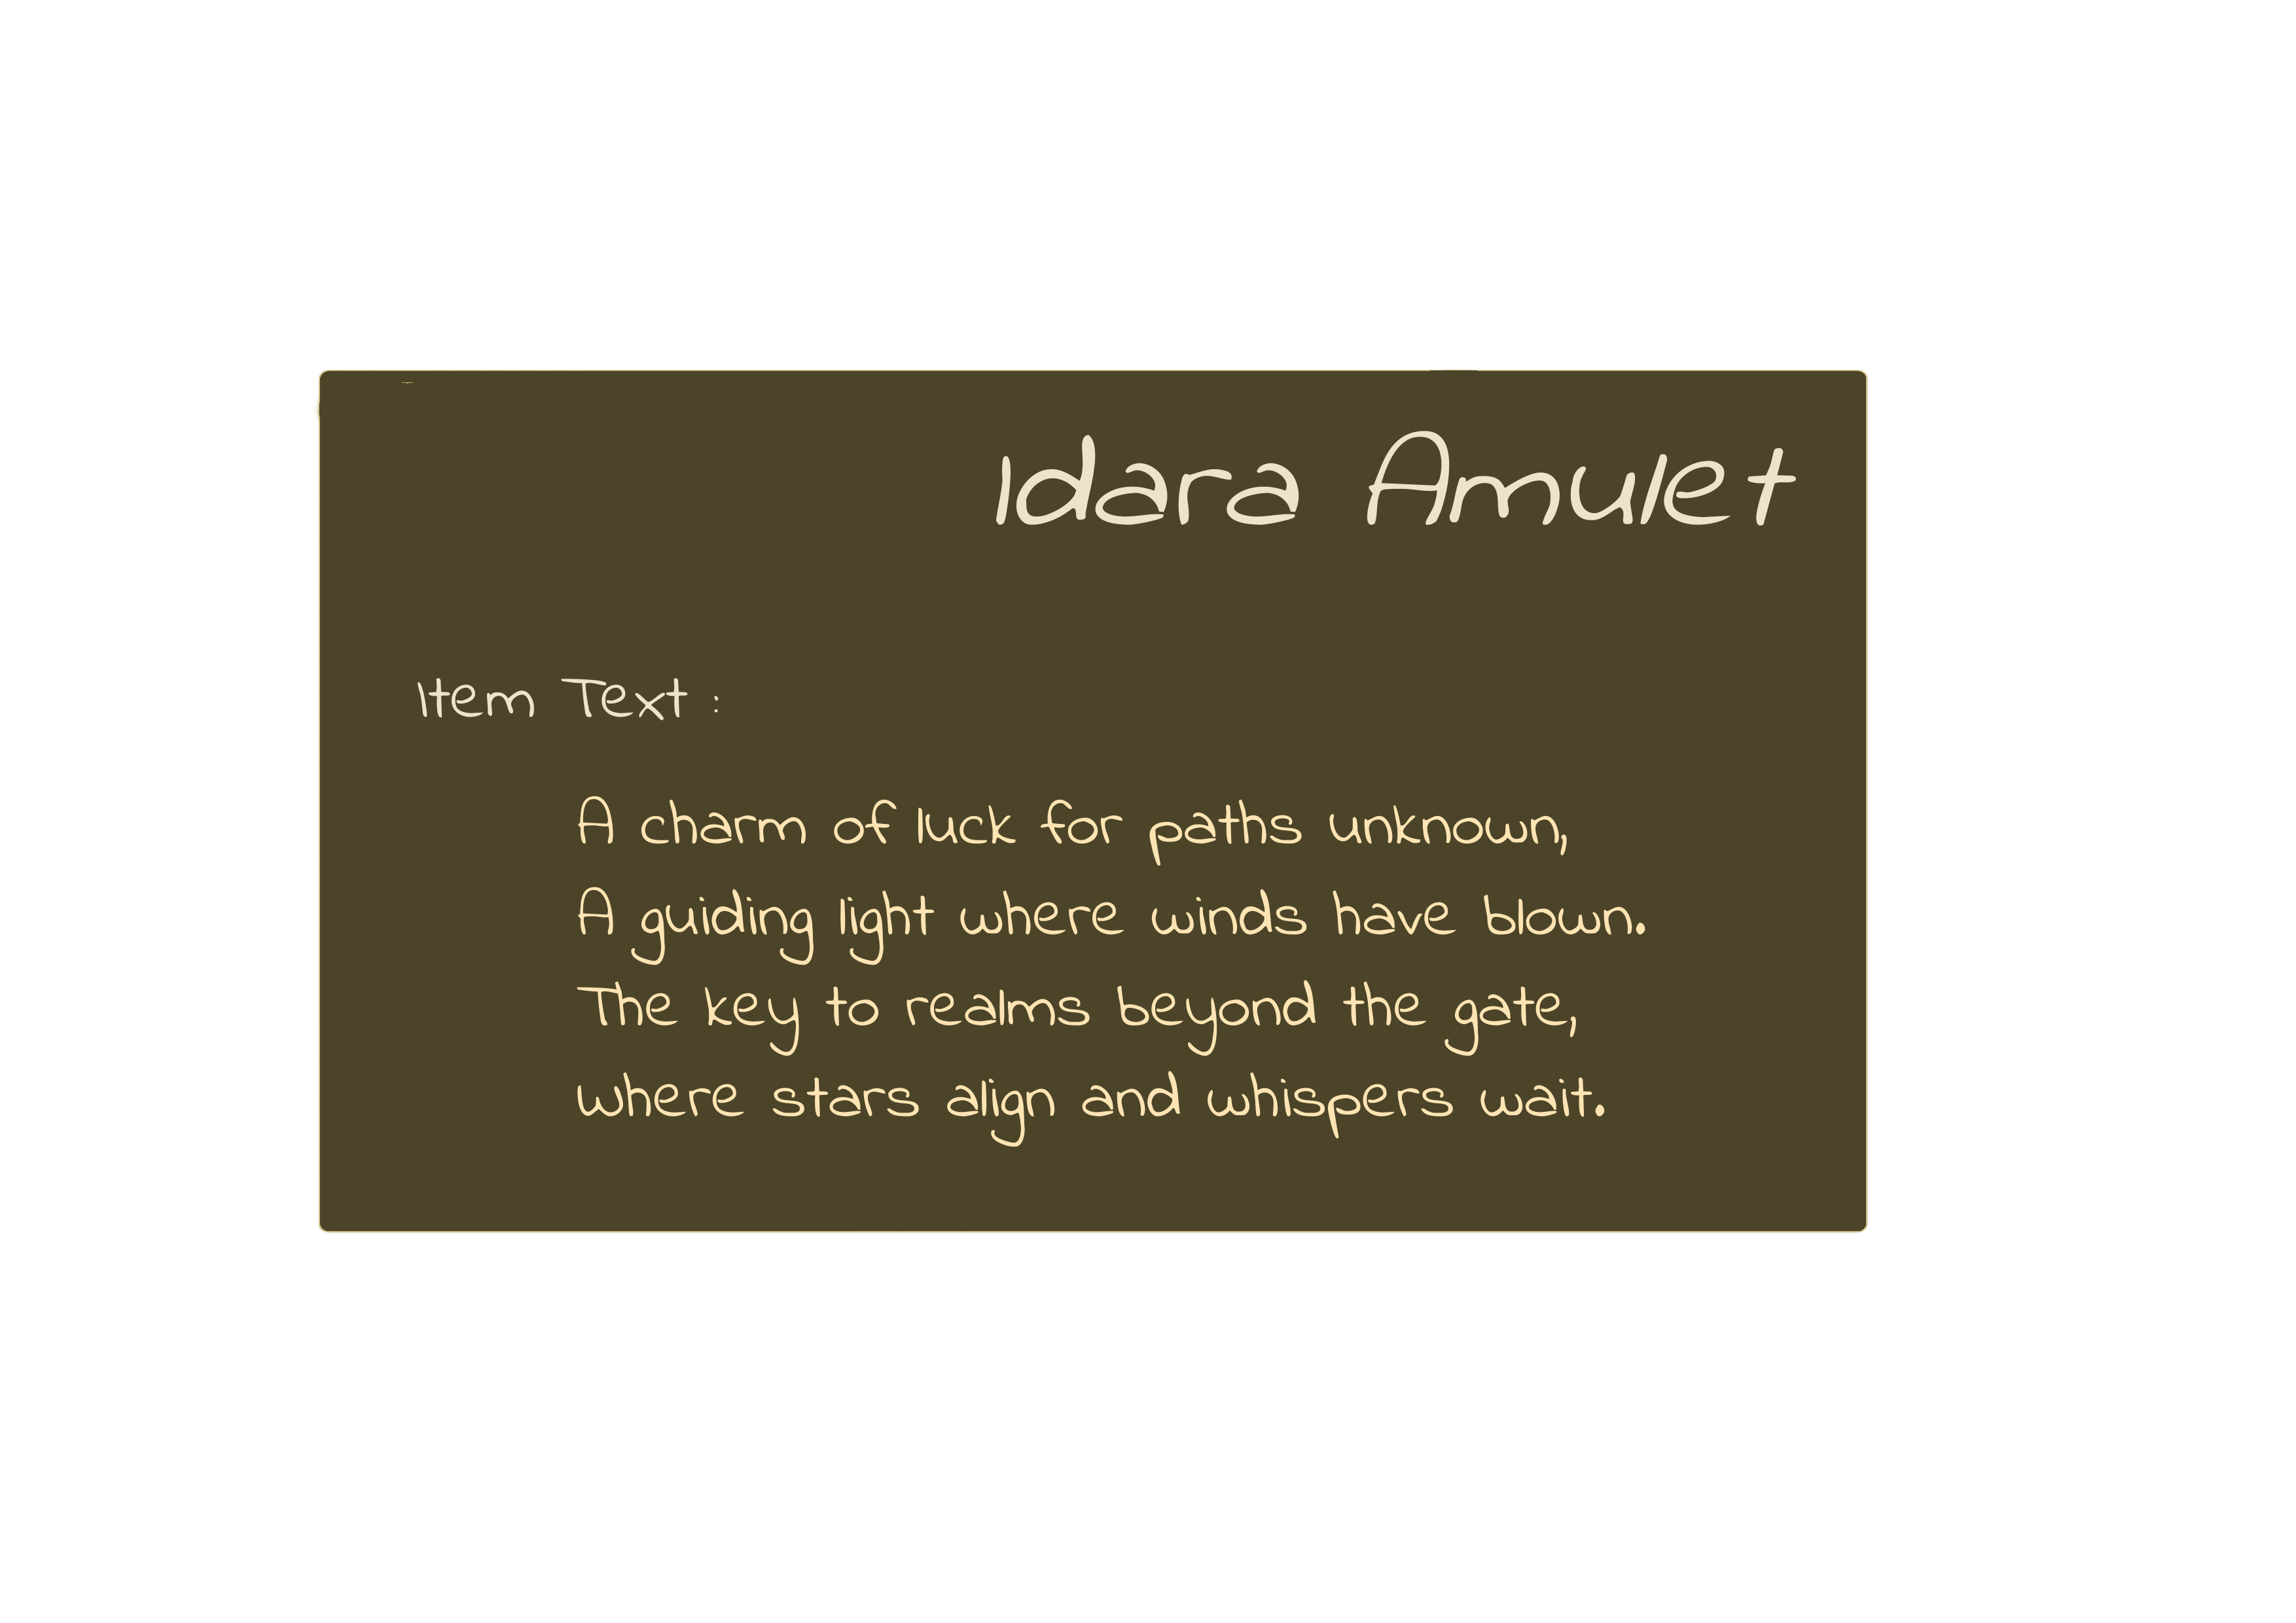 Idara Amulet
Item Text :
A charm of luck for paths unknown,
A guiding light where winds have blown.
The key to realms beyond the gate,
where stars align and whispers wait.